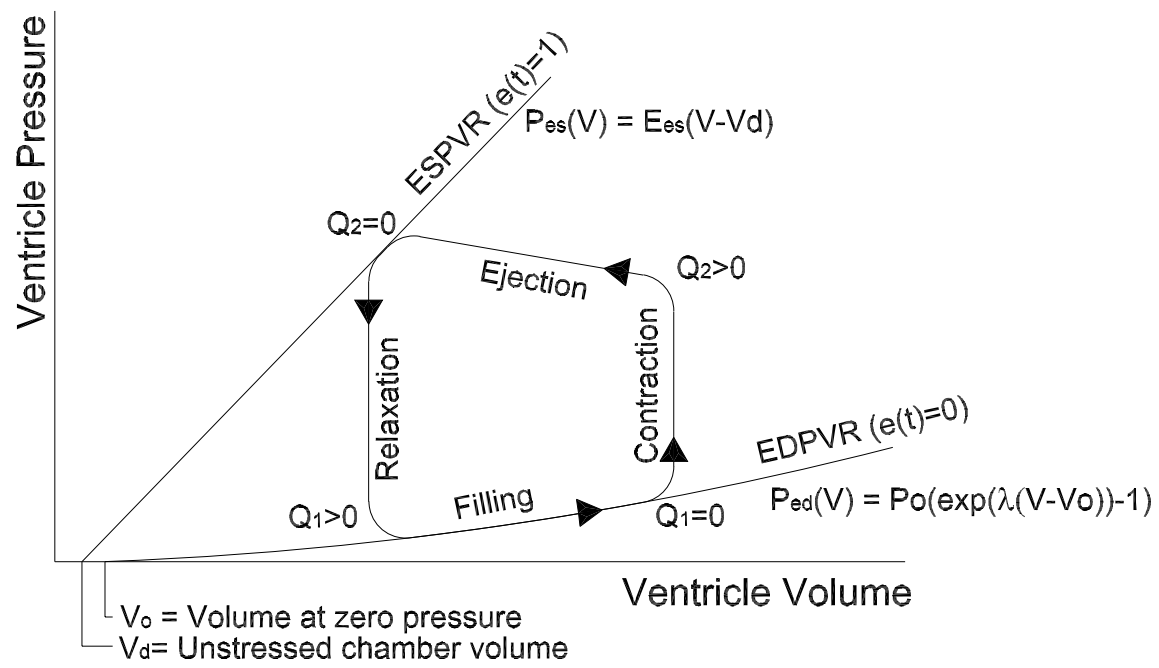 Ventricle Pressure
ESPVR (e(t)=1)
Pes(V) = Ees(V-Vd)
Q2=0
Ejection
Q2>0
Relaxation
Contraction
EDPVR (e(t)=0)
Filling
Q1>0
Q1=0
Ped(V) = Po(exp(λ(V-Vo))-1)
Ventricle Volume
Vo = Volume at zero pressure
Vd= Unstressed chamber volume